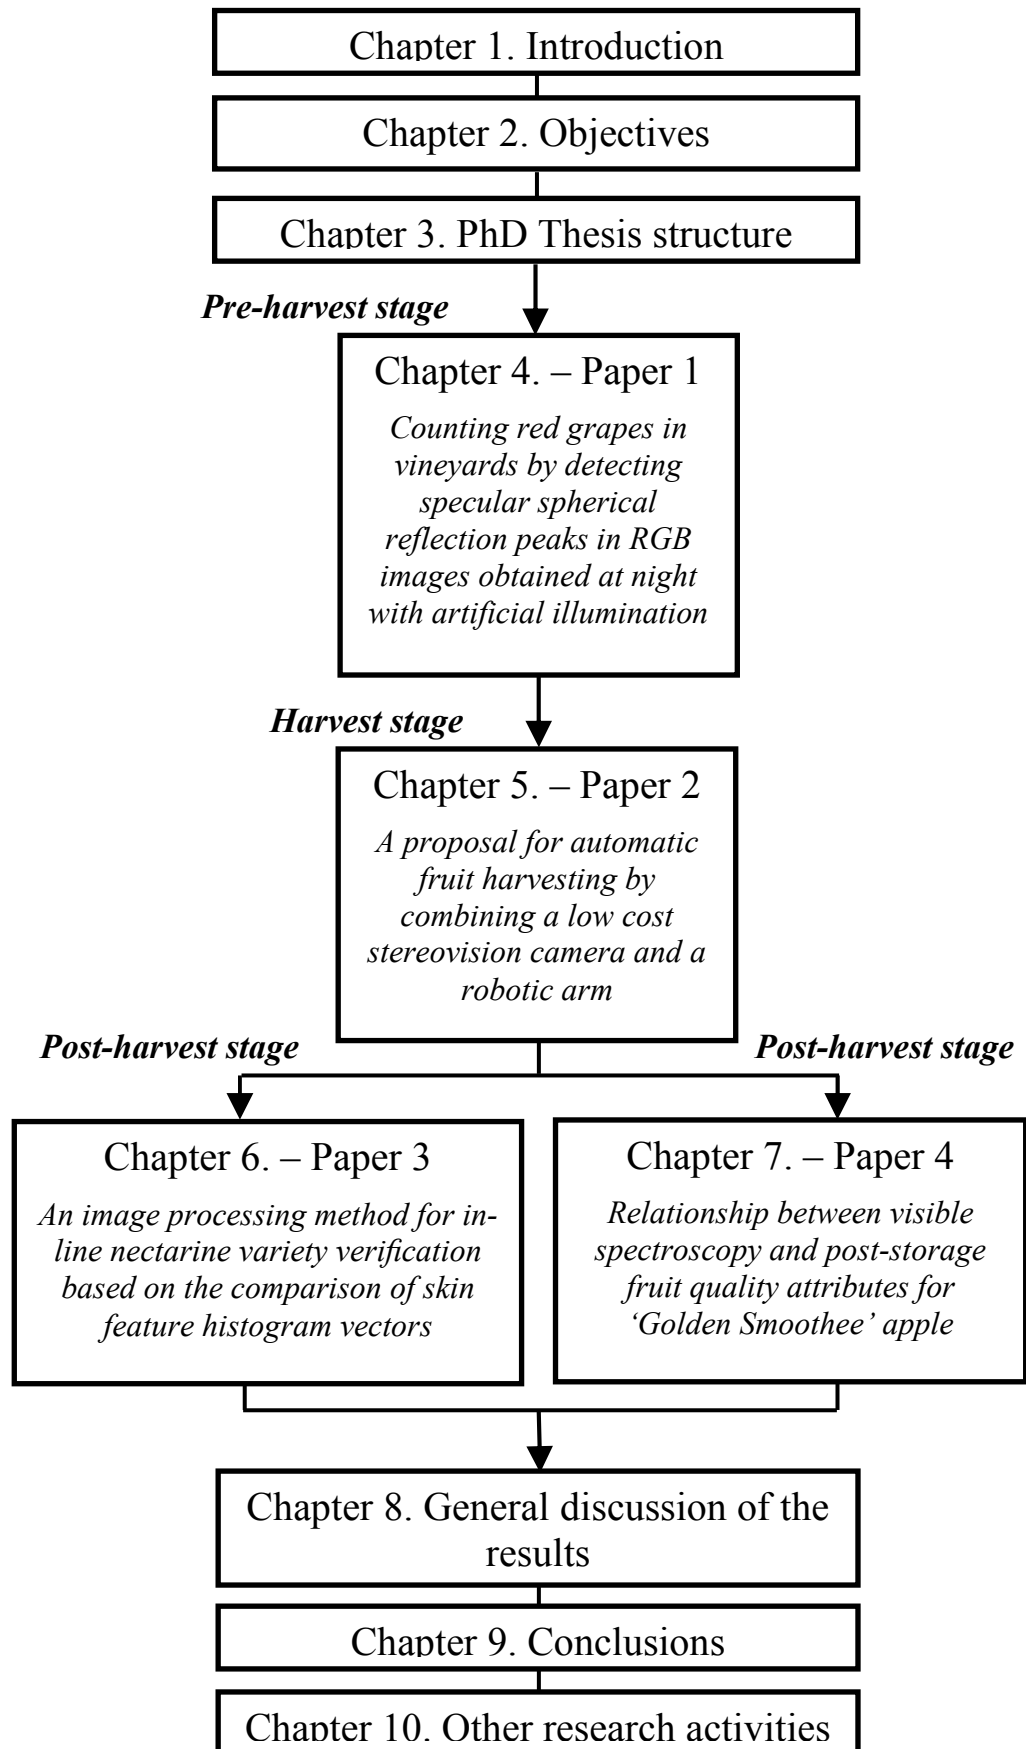 Chapter 1. Introduction
Chapter 2. Objectives
Chapter 3. PhD Thesis structure
Pre-harvest stage
Chapter 4. – Paper 1
Counting red grapes in
vineyards by detecting
specular spherical
reflection peaks in RGB
images obtained at night
with artificial illumination
Harvest stage
Chapter 5. – Paper 2
A proposal for automatic
fruit harvesting by
combining a low cost
stereovision camera and a
robotic arm
Post-harvest stage
Post-harvest stage
Chapter 6. – Paper 3
An image processing method for in-
line nectarine variety verification
based on the comparison of skin
feature histogram vectors
Chapter 7. – Paper 4
Relationship between visible
spectroscopy and post-storage
fruit quality attributes for
‘Golden Smoothee’ apple
Chapter 8. General discussion of the
results
Chapter 9. Conclusions
Chapter 10. Other research activities